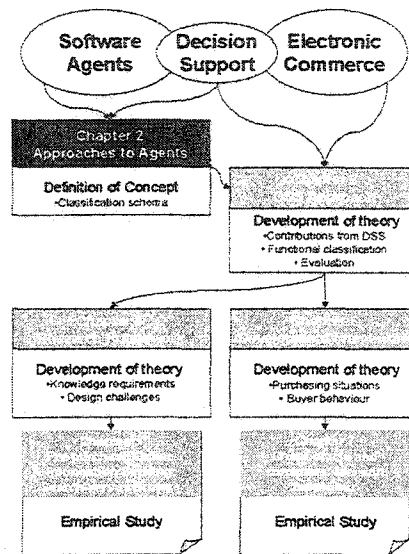 Software
Agents
Decision
Support
Electronic
Commerce
Chapter 2
Approaches to Agents
Definition of Concept
•Classification schema
Development of theory
•Contributions from DSS
•Functional classification
•Evaluation
Development of theory
•Knowledge requirements
•Design challenges
Development of theory
•Purchasing situations
•Buyer behaviour
Empirical Study
Empirical Study